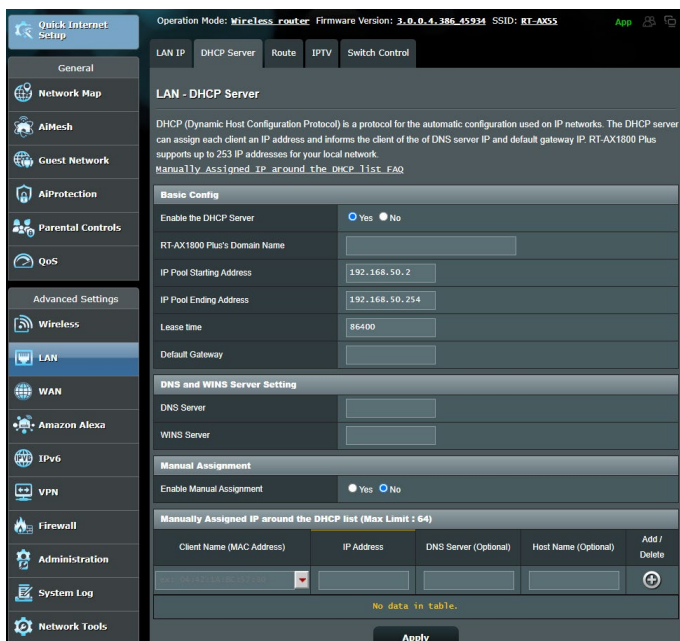 Quick Internet
Setup
Operation Mode: Wireless router Firmware Version: 3.0.0.4.386_45934 SSID: RT-AX55
App
LAN IP
DHCP Server
Route
IPTV
Switch Control
General
Network Map
AiMesh
Guest Network
AiProtection
Parental Controls
QoS
Advanced Settings
Wireless
LAN
WAN
Amazon Alexa
IPv6
VPN
Firewall
Administration
System Log
Network Tools
LAN - DHCP Server
DHCP (Dynamic Host Configuration Protocol) is a protocol for the automatic configuration used on IP networks. The DHCP server
can assign each client an IP address and informs the client of the of DNS server IP and default gateway IP. RT-AX1800 Plus
supports up to 253 IP addresses for your local network.
Manually Assigned IP around the DHCP list FAQ
Basic Config
Enable the DHCP Server Yes No
RT-AX1800 Plus's Domain Name
IP Pool Starting Address 192.168.50.2
IP Pool Ending Address 192.168.50.254
Lease time 86400
Default Gateway
DNS and WINS Server Setting
DNS Server
WINS Server
Manual Assignment
Enable Manual Assignment Yes No
Manually Assigned IP around the DHCP list (Max Limit : 64)
Client Name (MAC Address) IP Address DNS Server (Optional) Host Name (Optional) Add /
Delete
No data in table.
Apply